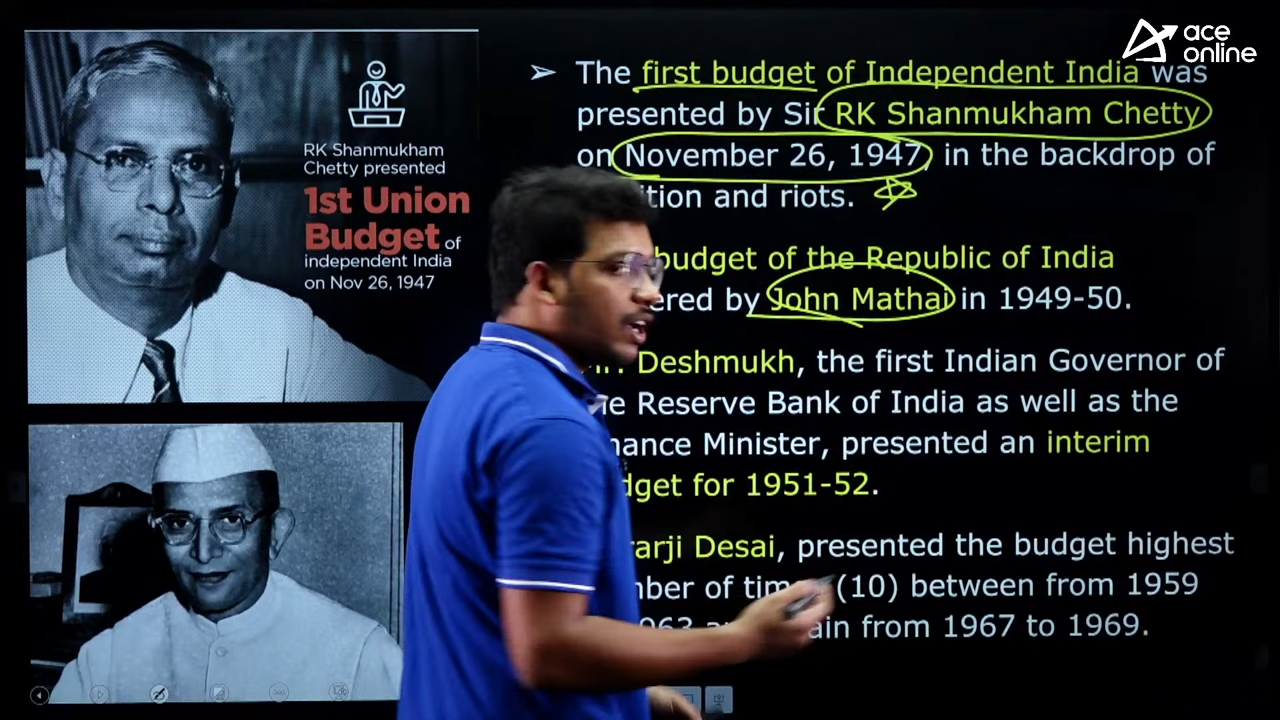 ace
online
RK Shanmukham
Chetty presented
1st Union
Budget of
independent India
on Nov 26, 1947
➢ The first budget of Independent India was
presented by Sir RK Shanmukham Chetty
on November 26, 1947, in the backdrop of
ition and riots.
budget of the Republic of India
ered by John Mathai in 1949-50.
Deshmukh, the first Indian Governor of
Reserve Bank of India as well as the
nance Minister, presented an interim
dget for 1951-52.
rarji Desai, presented the budget highest
nber of (10) between from 1959
from 1967 to 1969.